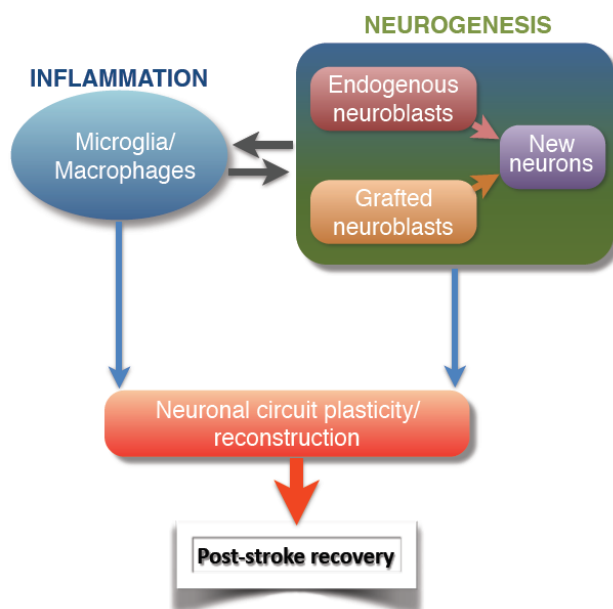 NEUROGENESIS
INFLAMMATION
Microglia/
Macrophages
Endogenous
neuroblasts
New
neurons
Grafted
neuroblasts
Neuronal circuit plasticity/
reconstruction
Post-stroke recovery